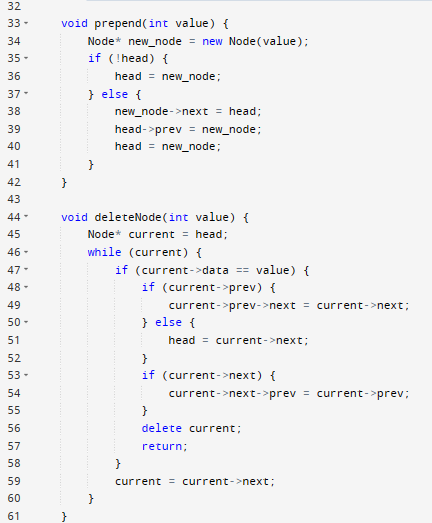 32
33    void prepend(int value) {
34        Node* new_node = new Node(value);
35        if (!head) {
36            head = new_node;
37        } else {
38            new_node->next = head;
39            head->prev = new_node;
40            head = new_node;
41        }
42    }
43
44    void deleteNode(int value) {
45        Node* current = head;
46        while (current) {
47            if (current->data == value) {
48                if (current->prev) {
49                    current->prev->next = current->next;
50                } else {
51                    head = current->next;
52                }
53                if (current->next) {
54                    current->next->prev = current->prev;
55                }
56                delete current;
57                return;
58            }
59            current = current->next;
60        }
61    }